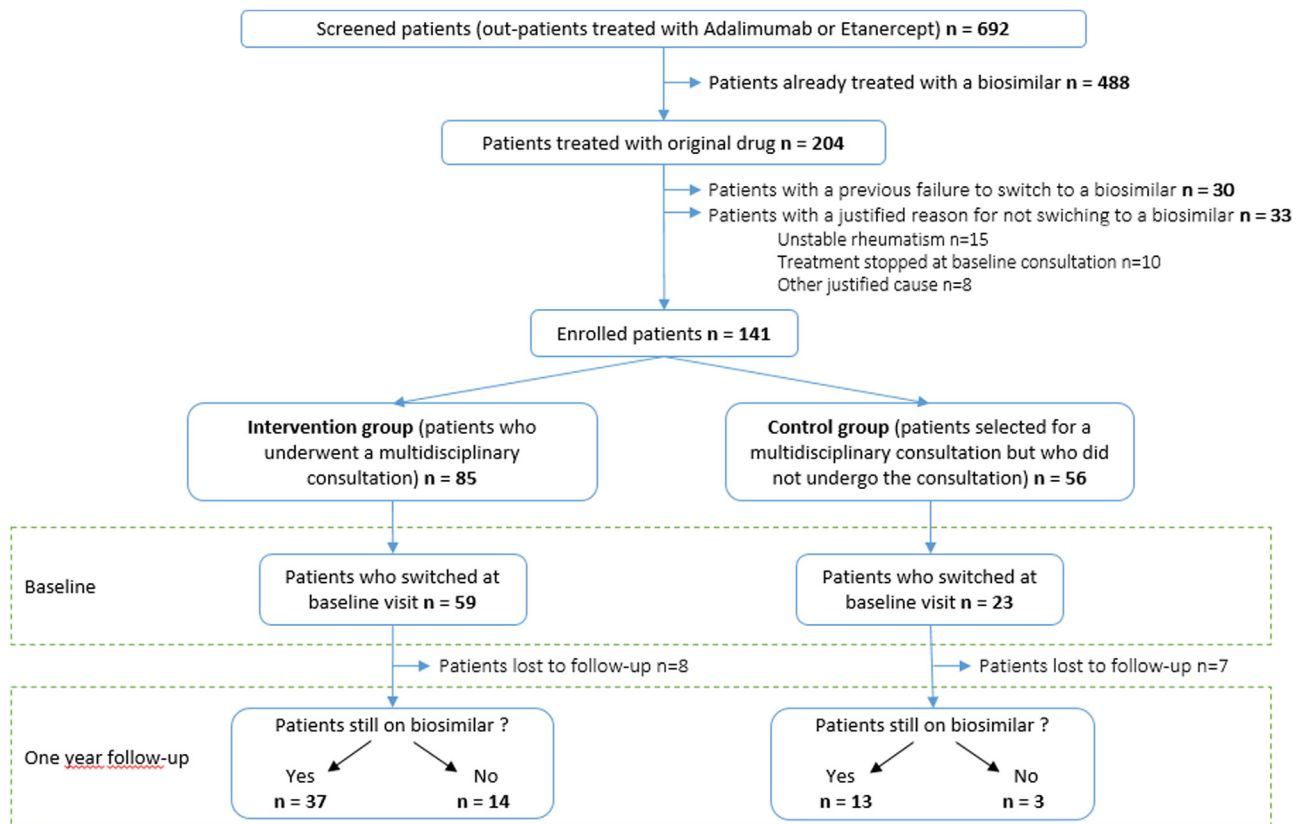 Screened patients (out-patients treated with Adalimumab or Etanercept) n = 692
Patients already treated with a biosimilar n = 488
Patients treated with original drug n = 204
Patients with a previous failure to switch to a biosimilar n = 30
Patients with a justified reason for not swiching to a biosimilar n = 33
Unstable rheumatism n=15
Treatment stopped at baseline consultation n=10
Other justified cause n=8
Enrolled patients n = 141
Intervention group (patients who
underwent a multidisciplinary
consultation) n = 85
Control group (patients selected for a
multidisciplinary consultation but who did
not undergo the consultation) n = 56
Baseline
Patients who switched at
baseline visit n = 59
Patients who switched at
baseline visit n = 23
Patients lost to follow-up n=8
Patients lost to follow-up n=7
One year follow-up
Patients still on biosimilar ?
Yes
n = 37
No
n = 14
Patients still on biosimilar ?
Yes
n = 13
No
n = 3